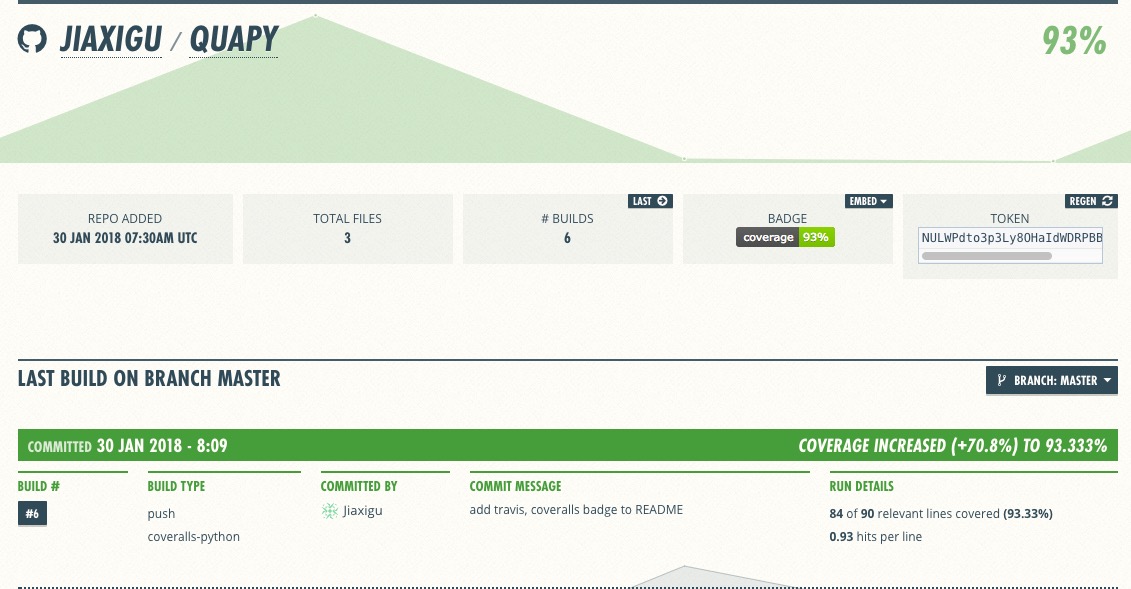 JIAXIGU / QUAPY
93%
REPO ADDED
30 JAN 2018 07:30AM UTC
TOTAL FILES
3
LAST
# BUILDS
6
EMBED
BADGE
coverage 93%
REGEN
TOKEN
NULWPdto3p3Ly8OHaIdWDRPBB
LAST BUILD ON BRANCH MASTER
BRANCH: MASTER
COMMITTED 30 JAN 2018 - 8:09
COVERAGE INCREASED (+70.8%) TO 93.333%
BUILD #
#6
BUILD TYPE
push
coveralls-python
COMMITTED BY
Jiaxigu
COMMIT MESSAGE
add travis, coveralls badge to README
RUN DETAILS
84 of 90 relevant lines covered (93.33%)
0.93 hits per line